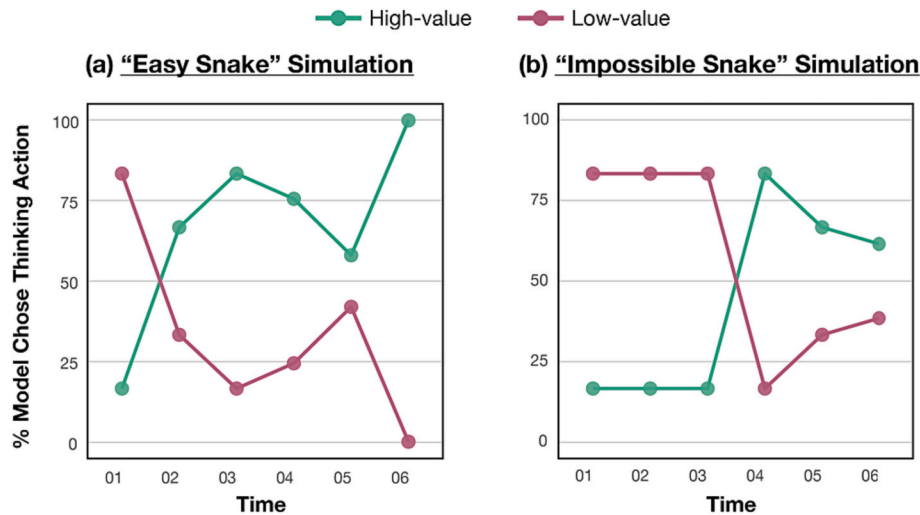 High-value Low-value
(a) “Easy Snake” Simulation
(b) “Impossible Snake” Simulation
% Model Chose Thinking Action
100
75
50
25
0
01 02 03 04 05 06
Time
100
75
50
25
0
01 02 03 04 05 06
Time